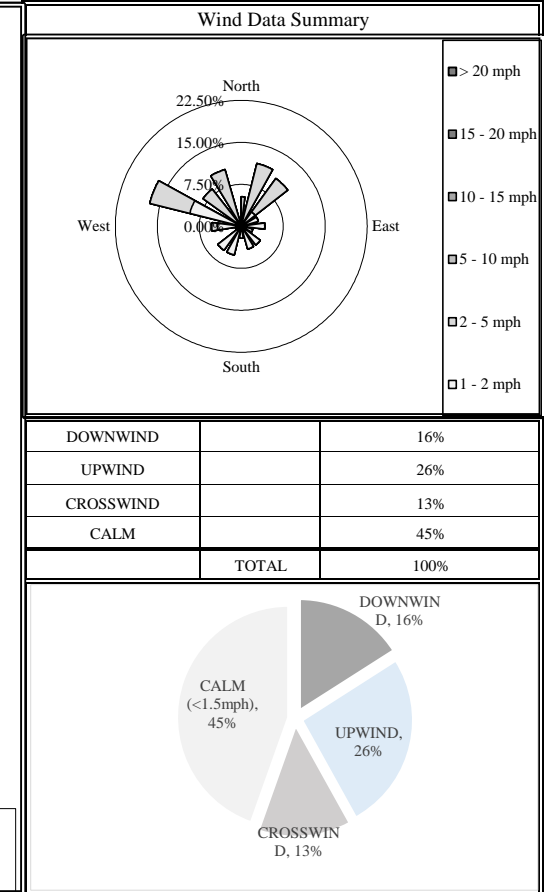 Wind Data Summary
North
22.50%
15.00%
7.50%
0.00%
West
East
South
> 20 mph
15 - 20 mph
10 - 15 mph
5 - 10 mph
2 - 5 mph
1 - 2 mph
DOWNWIND 16%
UPWIND 26%
CROSSWIND 13%
CALM 45%
TOTAL 100%
DOWNWIN
D, 16%
UPWIND,
26%
CROSSWIN
D, 13%
CALM
(<1.5mph),
45%